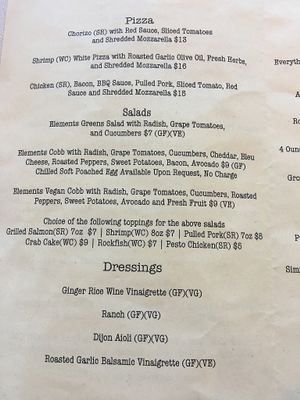 Pizza
Chorizo (SR) with Red Sauce, Sliced Tomatoes
and Shredded Mozzarella $13
Shrimp (WC) White Pizza with Roasted Garlic Olive Oil, Fresh Herbs,
and Shredded Mozzarella $16
Chicken (SR), Bacon, BBQ Sauce, Pulled Pork, Sliced Tomato, Red
Sauce and Shredded Mozzarella $15
Salads
Elements Greens Salad with Radish, Grape Tomatoes,
and Cucumbers $7 (GF)(VE)
Elements Cobb with Radish, Grape Tomatoes, Cucumbers, Cheddar, Bleu
Cheese, Roasted Peppers, Sweet Potatoes, Bacon, Avocado $9 (GF)
Chilled Soft Poached Egg Available Upon Request, No Charge
Elements Vegan Cobb with Radish, Grape Tomatoes, Cucumbers, Roasted
Peppers, Sweet Potatoes, Avocado and Fresh Fruit $9 (VE)
Choice of the following toppings for the above salads
Grilled Salmon(SR) 7oz $7 | Shrimp(WC) 8oz $7 | Pulled Pork(SR) 7oz $5
Crab Cake(WC) $9 | Rockfish(WC) $7 | Pesto Chicken(SR) $5
Dressings
Ginger Rice Wine Vinaigrette (GF)(VG)
Ranch (GF)(VG)
Dijon Aioli (GF)(VG)
Roasted Garlic Balsamic Vinaigrette (GF)(VE)
4 Oun